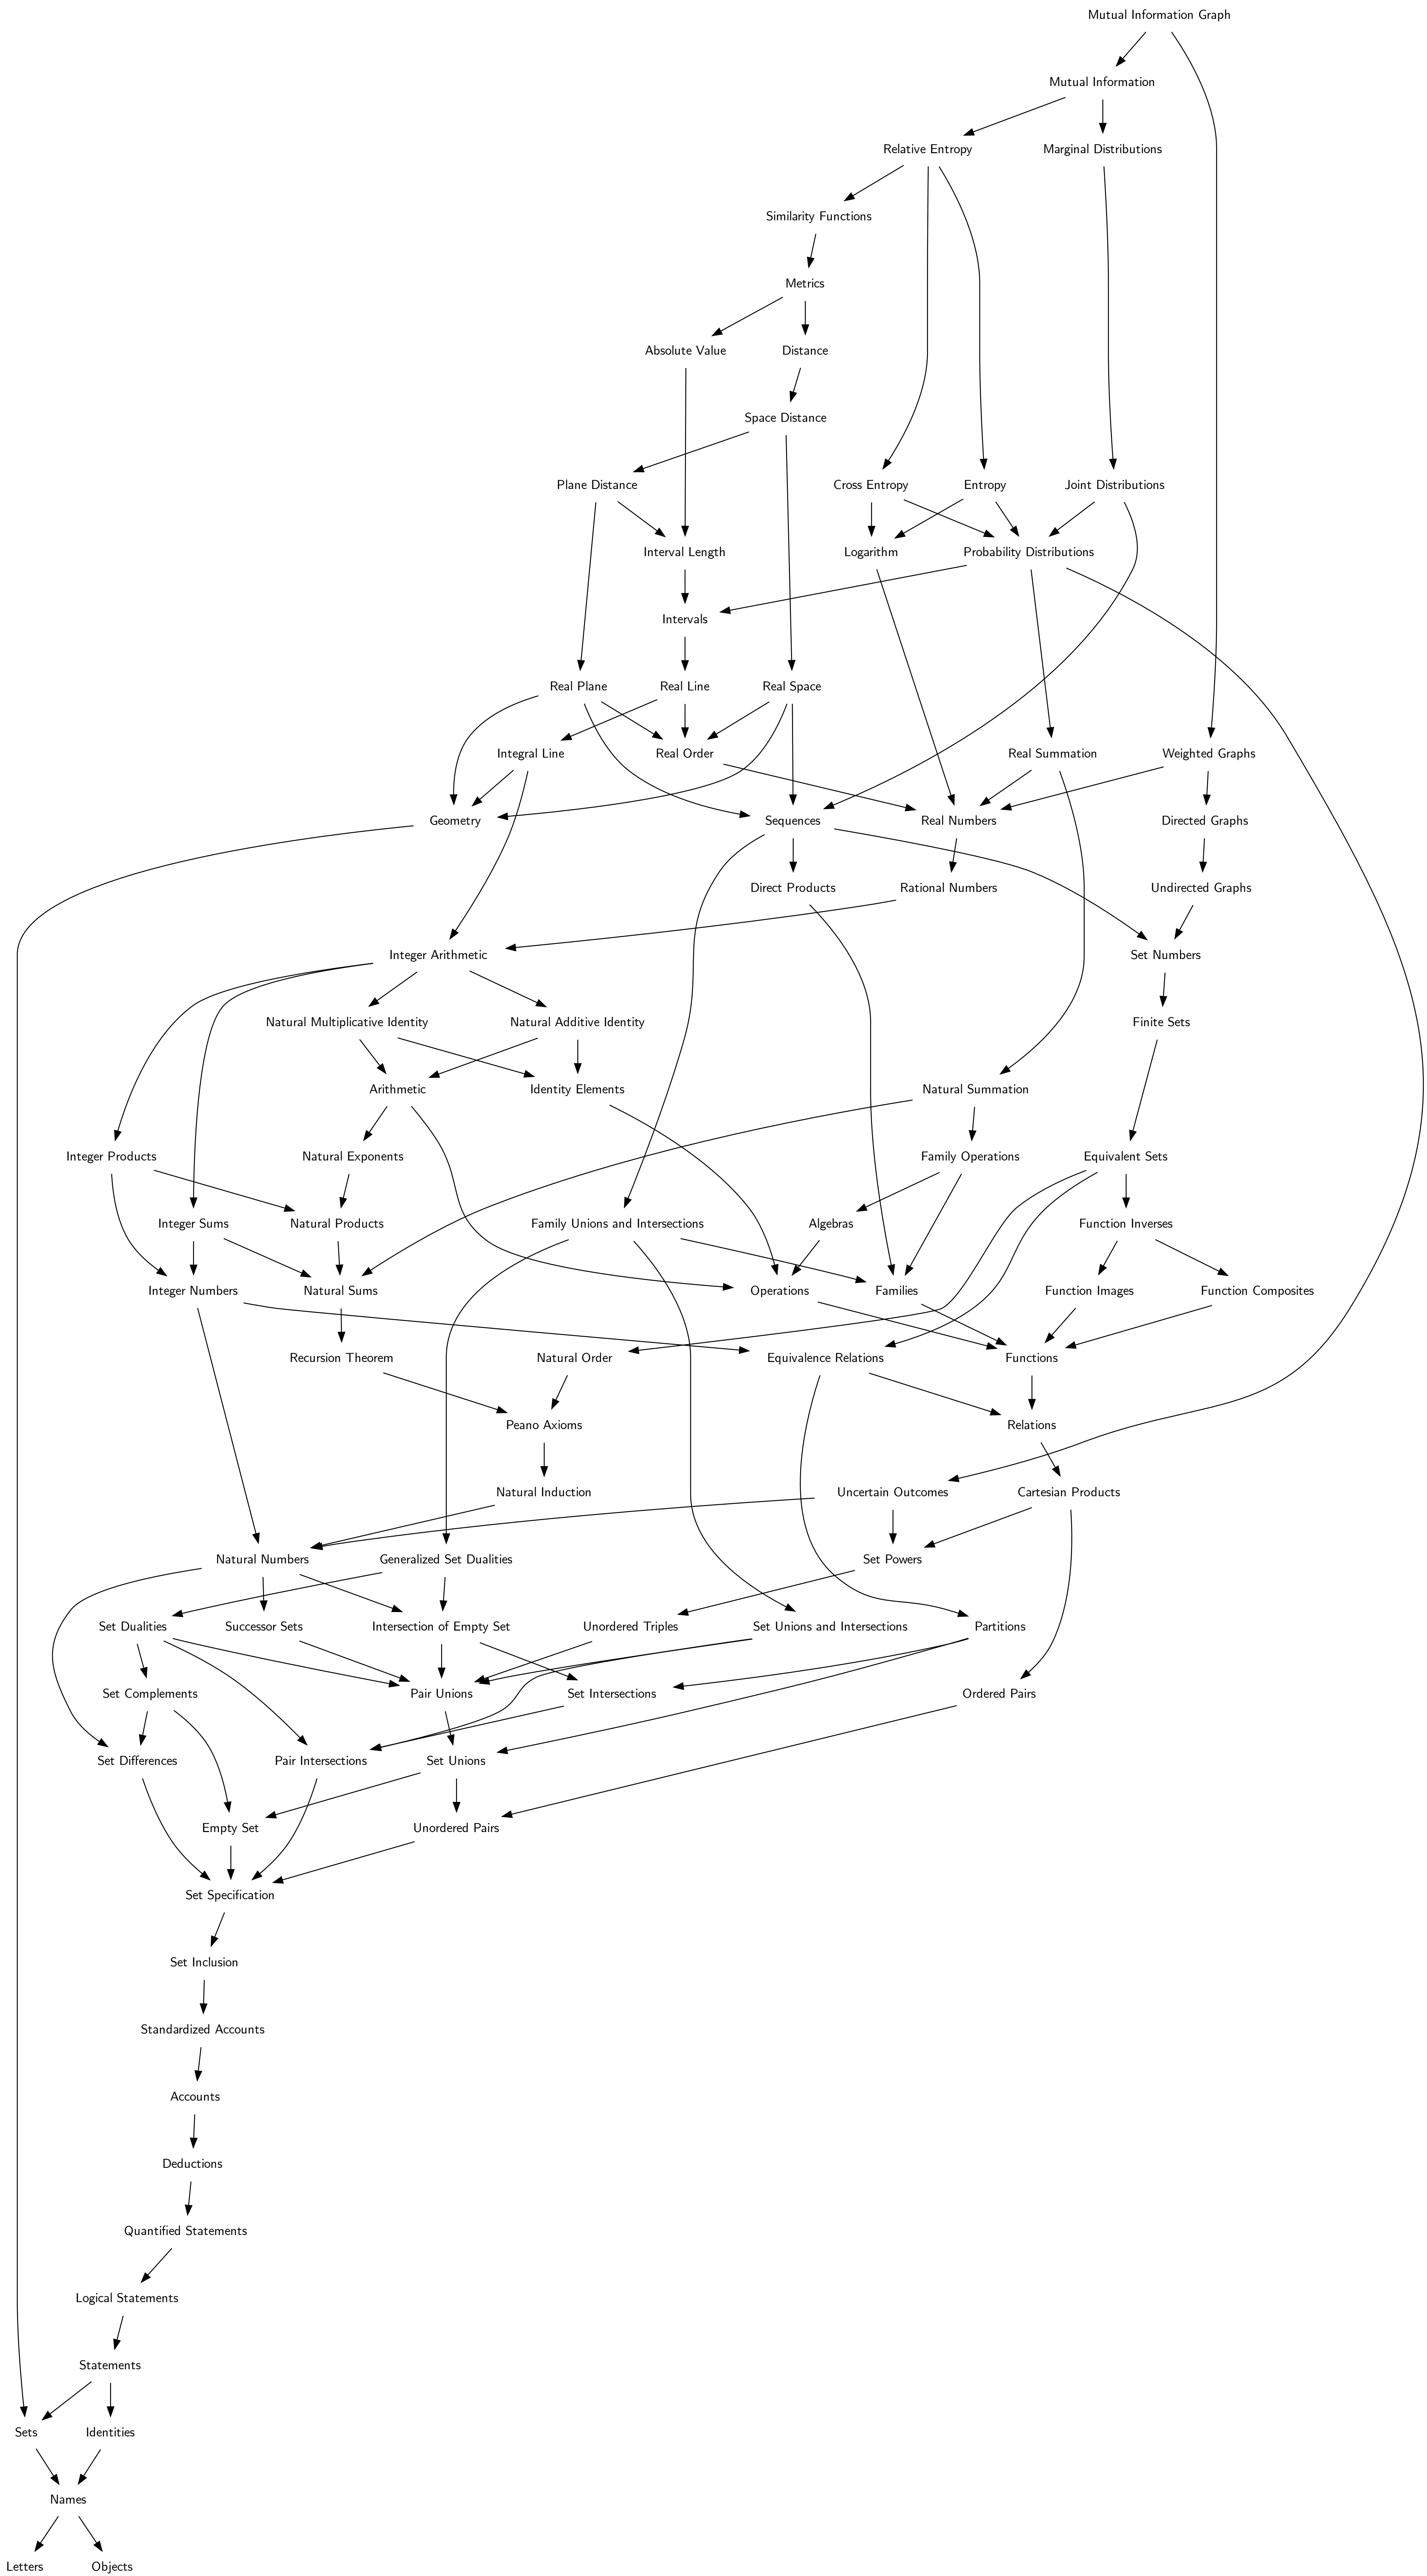 Mutual Information Graph
Mutual Information
Relative Entropy
Marginal Distributions
Similarity Functions
Metrics
Absolute Value
Distance
Space Distance
Plane Distance
Cross Entropy
Entropy
Joint Distributions
Interval Length
Logarithm
Probability Distributions
Intervals
Real Plane
Real Line
Real Space
Integral Line
Real Order
Real Summation
Weighted Graphs
Geometry
Sequences
Real Numbers
Directed Graphs
Direct Products
Rational Numbers
Undirected Graphs
Integer Arithmetic
Set Numbers
Natural Multiplicative Identity
Natural Additive Identity
Finite Sets
Arithmetic
Identity Elements
Natural Summation
Integer Products
Natural Exponents
Family Operations
Equivalent Sets
Integer Sums
Natural Products
Family Unions and Intersections
Algebras
Function Inverses
Integer Numbers
Natural Sums
Operations
Families
Function Images
Function Composites
Recursion Theorem
Natural Order
Equivalence Relations
Functions
Peano Axioms
Relations
Natural Induction
Uncertain Outcomes
Cartesian Products
Natural Numbers
Generalized Set Dualities
Set Powers
Set Dualities
Successor Sets
Intersection of Empty Set
Unordered Triples
Set Unions and Intersections
Partitions
Set Complements
Pair Unions
Set Intersections
Ordered Pairs
Set Differences
Pair Intersections
Set Unions
Empty Set
Unordered Pairs
Set Specification
Set Inclusion
Standardized Accounts
Accounts
Deductions
Quantified Statements
Logical Statements
Statements
Sets
Identities
Names
Letters
Objects